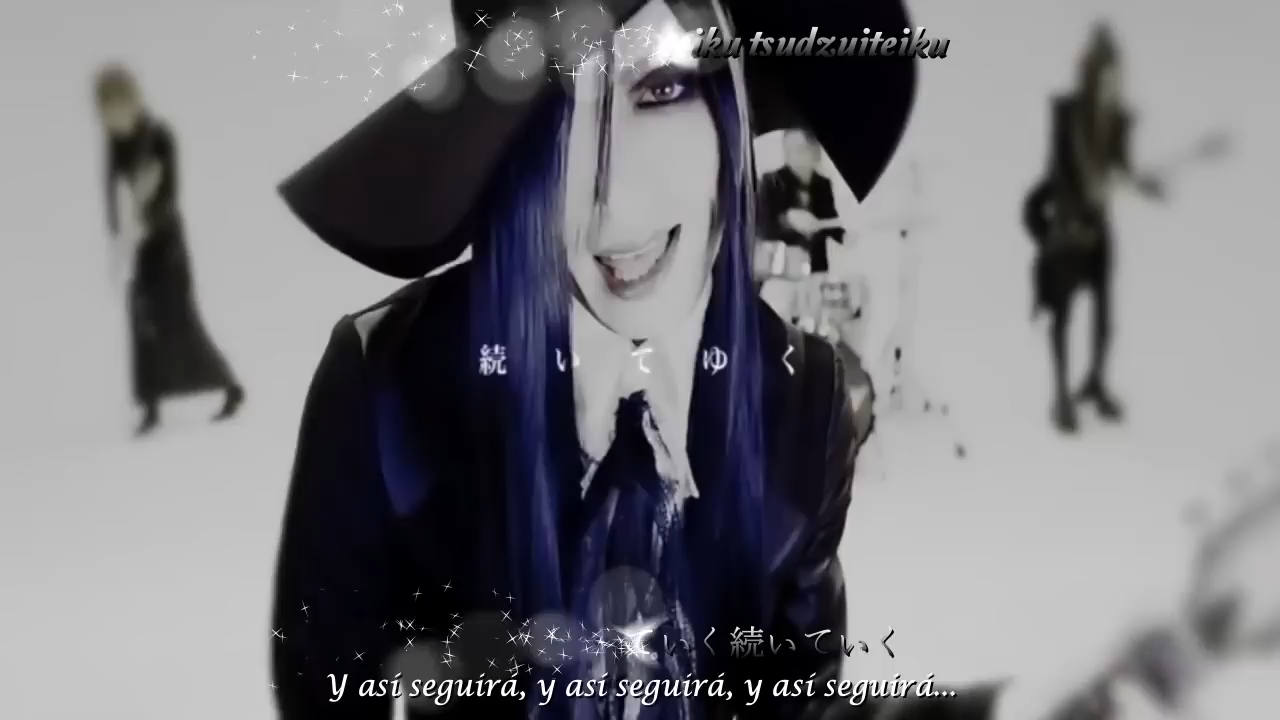 iku tsudzuiteiku
続いてゆく
ていく続いていく
Y así seguirá, y así seguirá, y así seguirá...